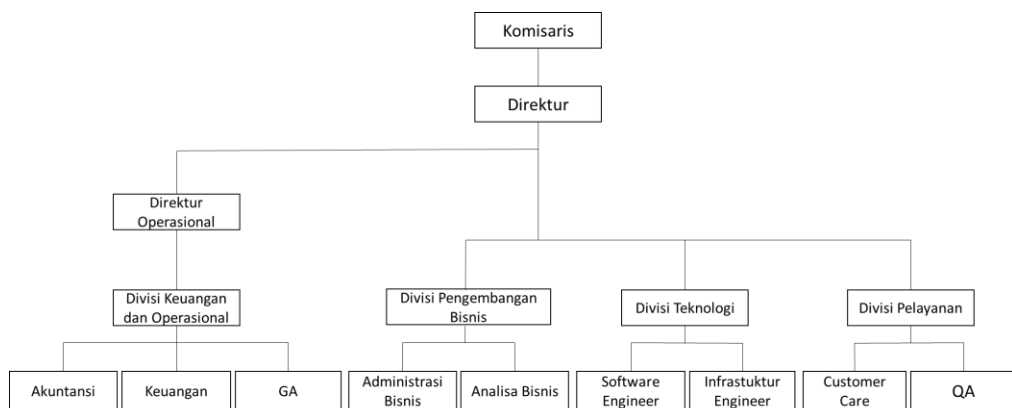 Komisaris
Direktur
Direktur
Operasional
Divisi Keuangan
dan Operasional
Divisi Pengembangan
Bisnis
Divisi Teknologi
Divisi Pelayanan
Akuntansi
Keuangan
GA
Administrasi
Bisnis
Analisa Bisnis
Software
Engineer
Infrastuktur
Engineer
Customer
Care
QA